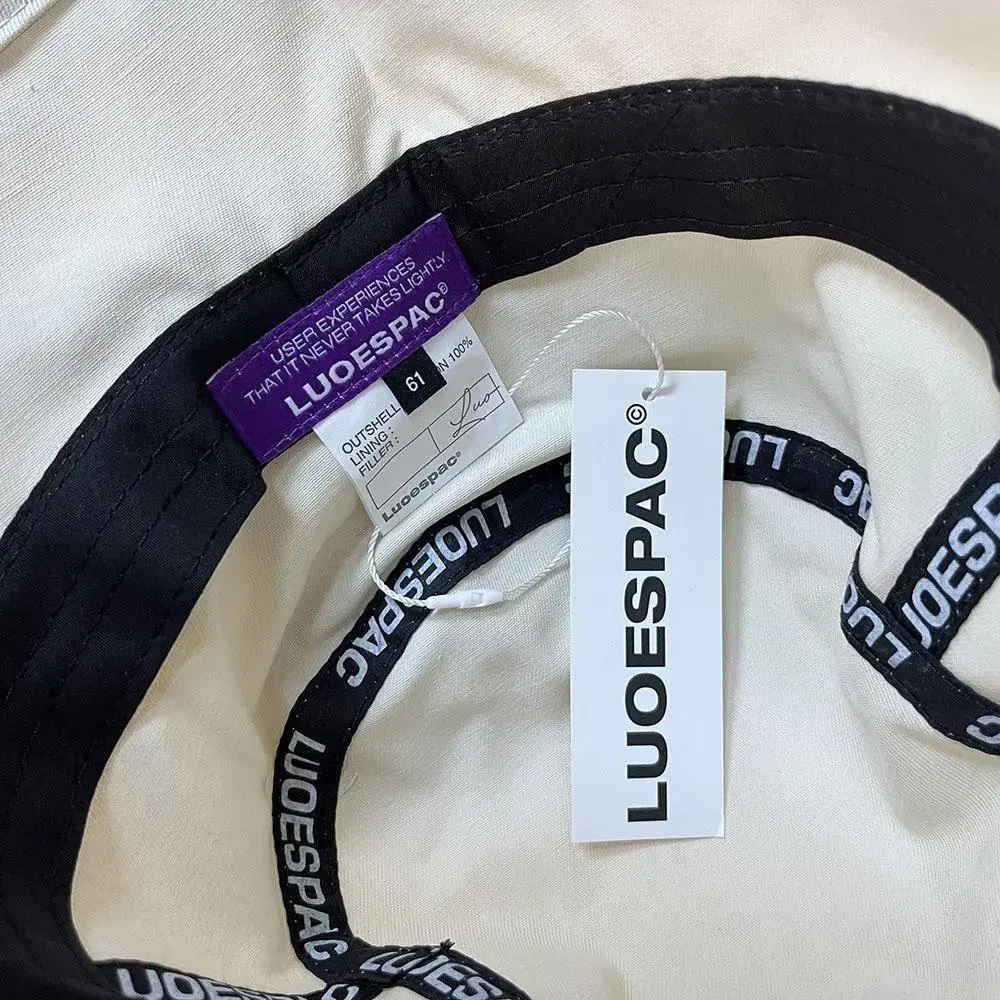 USER EXPERIENCES
THAT IT NEVER TAKES LIGHTLY.
LUOESPAC®
61
OUTSHELL
100%
LINING :
FILLER :
Luo
Luoespac®
LUOESPAC©
LUOESPAC
LUO
LUOESPAC
LUOESPAC